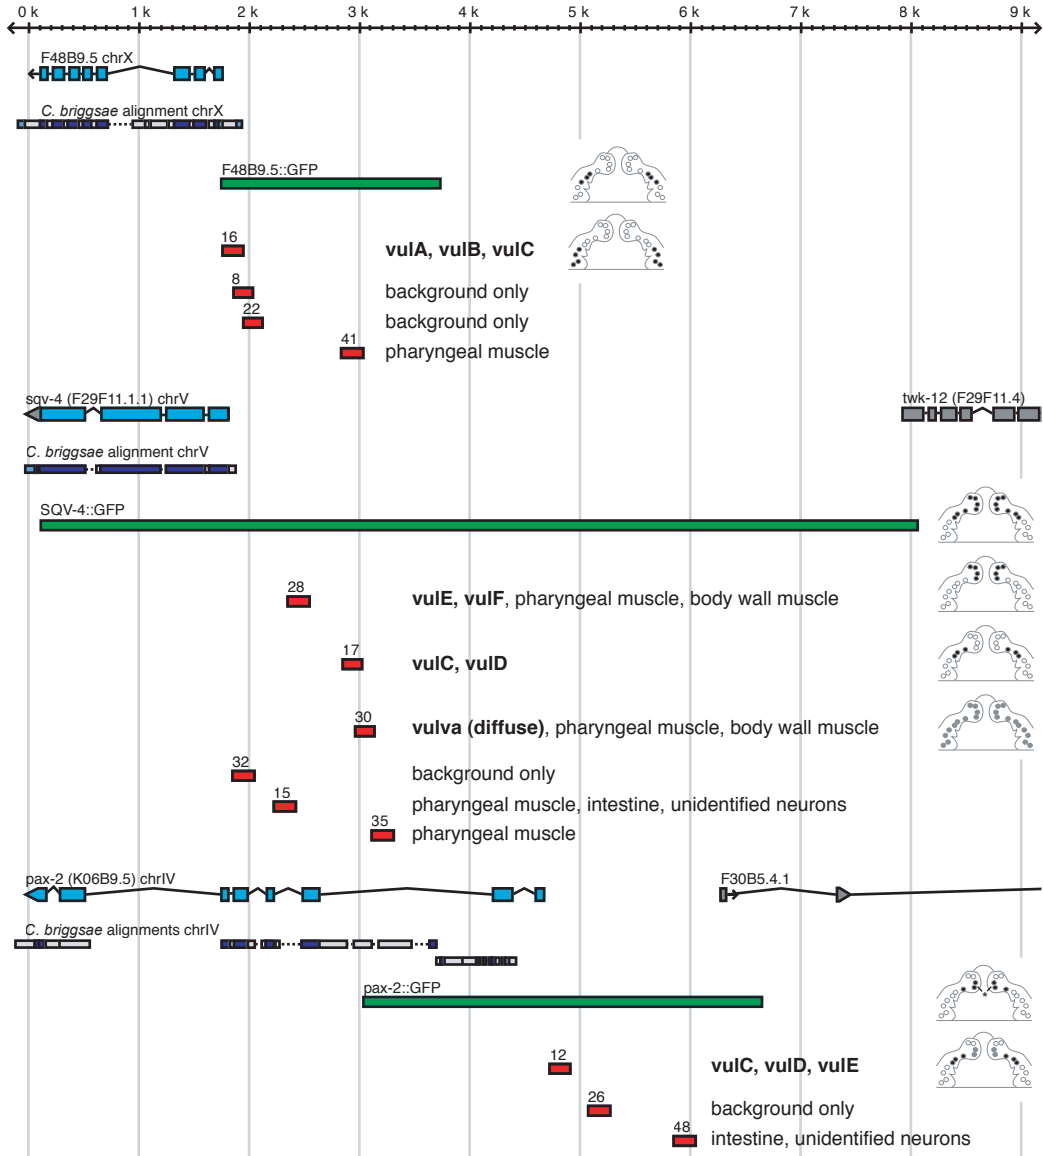 0 k 1 k 2 k 3 k 4 k 5 k 6 k 7 k 8 k 9 k
F48B9.5 chrX
C. briggsae alignment chrX
F48B9.5::GFP
16 vulA, vulB, vulC
8 background only
22 background only
41 pharyngeal muscle
sqv-4 (F29F11.1.1) chrV twk-12 (F29F11.4)
C. briggsae alignment chrV
SQV-4::GFP
28 vulE, vulF, pharyngeal muscle, body wall muscle
17 vulC, vulD
30 vulva (diffuse), pharyngeal muscle, body wall muscle
32 background only
15 pharyngeal muscle, intestine, unidentified neurons
35 pharyngeal muscle
pax-2 (K06B9.5) chrIV F30B5.4.1
C. briggsae alignments chrIV
pax-2::GFP
12 vulC, vulD, vulE
26 background only
48 intestine, unidentified neurons